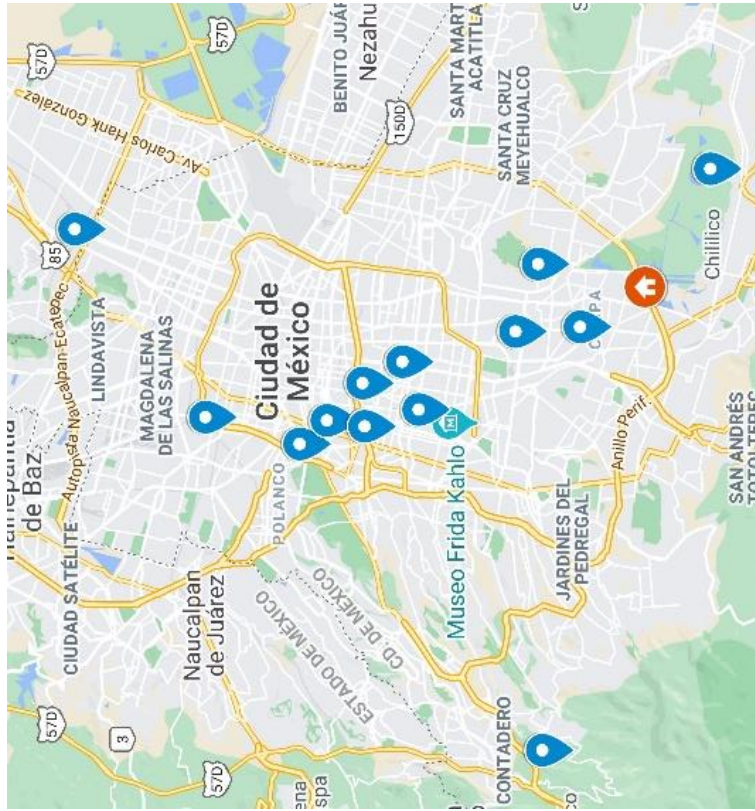 57D
3
57D
CIUDAD SATÉLITE
de Baz
Autopista Naucalpan-Ecatepec
85
57D
57D
LINDAVISTA
Av. Carlos Hank González
Naucalpan
de Juárez
MAGDALENA
DE LAS SALINAS
ESTADO DE MÉXICO
CD. DE MÉXICO
POLANCO
Ciudad de
México
BENITO JUÁR
Nezahu
150D
Museo Frida Kahlo
SANTA MART
ACATITLA
SANTA CRUZ
MEYEHUALCO
CONTADERO
JARDINES DEL
PEDREGAL
Anillo Perif.
Chililico
SAN ANDRÉS